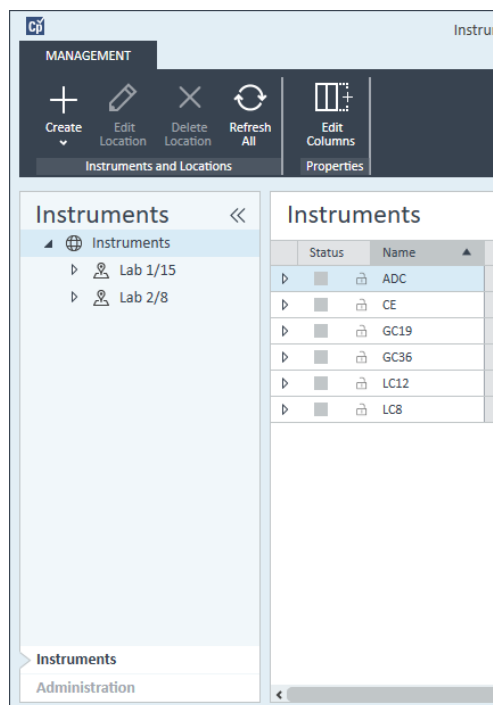 Cp
Instru
MANAGEMENT
Create
Edit
Location
Delete
Location
Refresh
All
Edit
Columns
Instruments and Locations
Properties
Instruments
Instruments
Lab 1/15
Lab 2/8
Instruments
Administration
Instruments
Status Name
ADC
CE
GC19
GC36
LC12
LC8